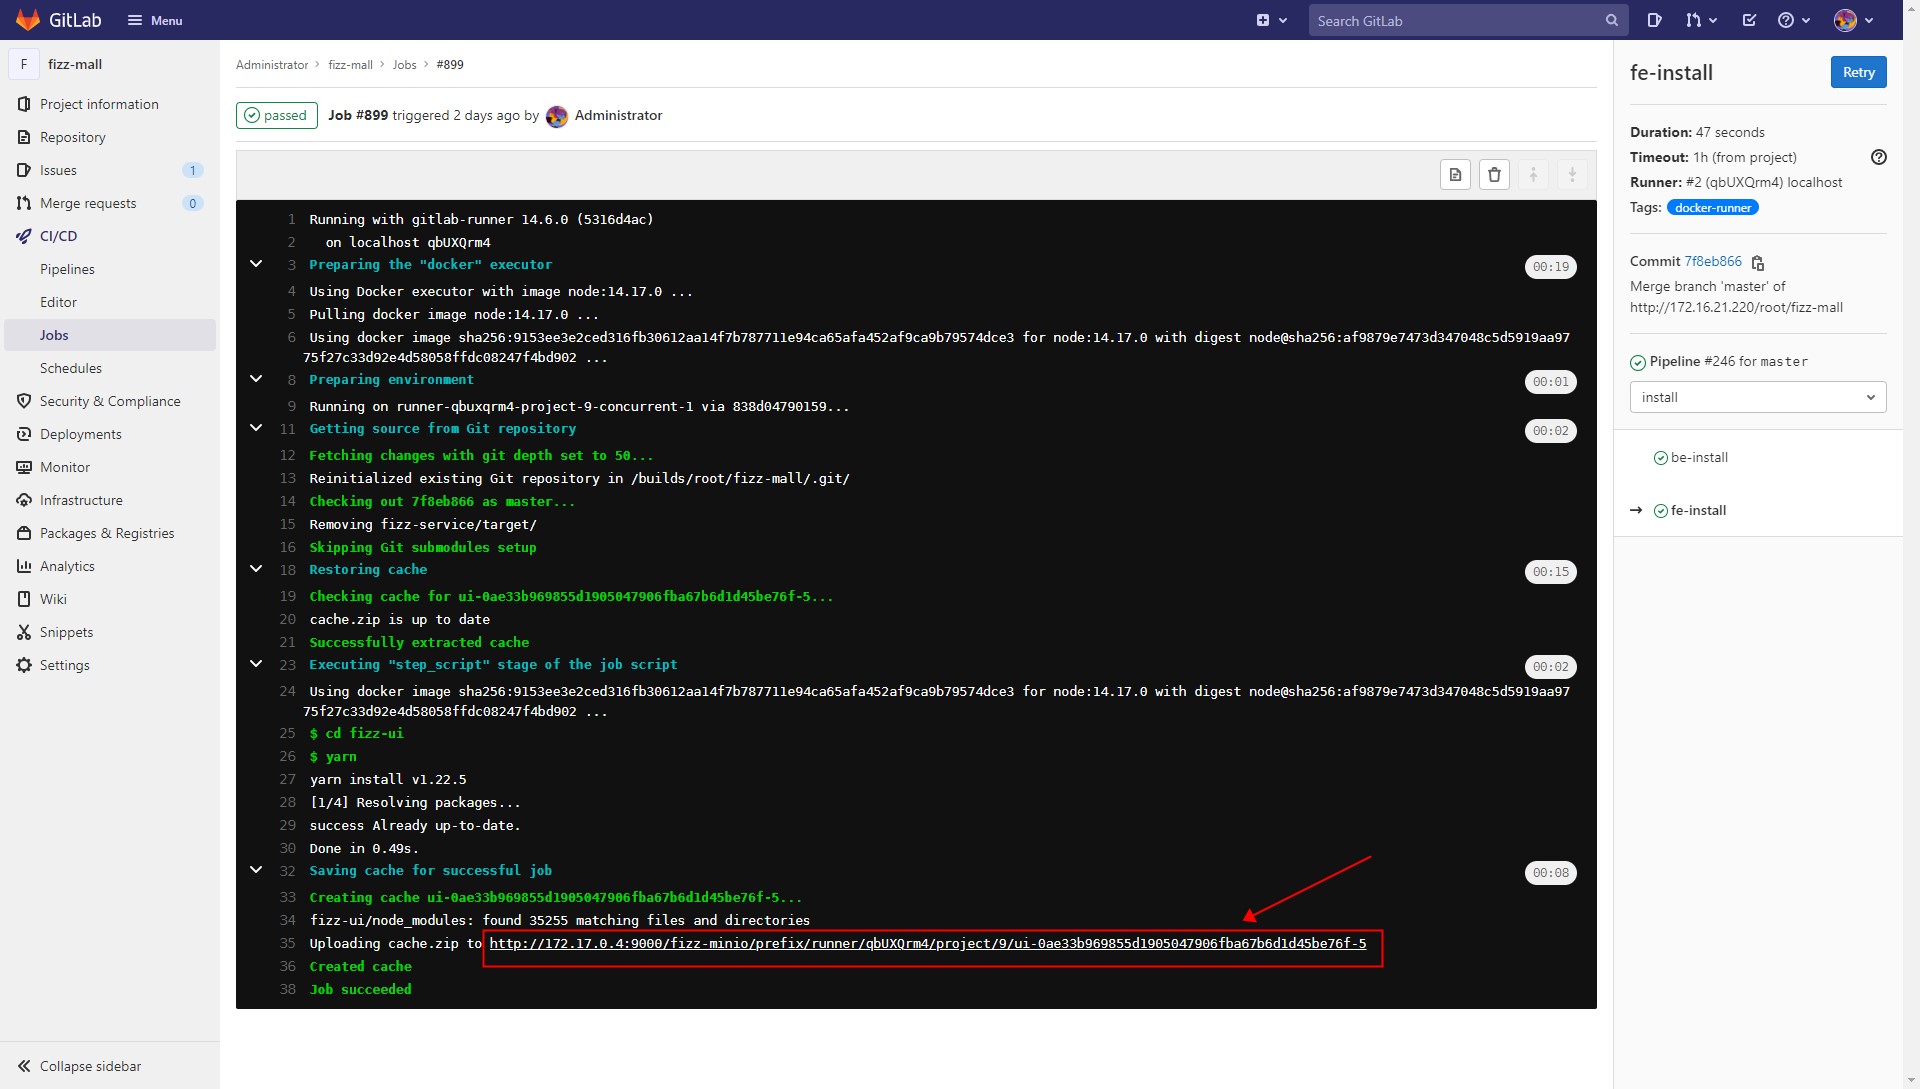 GitLab
Menu
Search GitLab
F fizz-mall
Project information
Repository
Issues 1
Merge requests 0
CI/CD
Pipelines
Editor
Jobs
Schedules
Security & Compliance
Deployments
Monitor
Infrastructure
Packages & Registries
Analytics
Wiki
Snippets
Settings
Collapse sidebar
Administrator › fizz-mall › Jobs › #899
passed Job #899 triggered 2 days ago by Administrator
1 Running with gitlab-runner 14.6.0 (5316d4ac)
2 on localhost qbUXQrm4
3 Preparing the "docker" executor 00:19
4 Using Docker executor with image node:14.17.0 ...
5 Pulling docker image node:14.17.0 ...
6 Using docker image sha256:9153ee3e2ced316fb30612aa14f7b787711e94ca65afa452af9ca9b79574dce3 for node:14.17.0 with digest node@sha256:af9879e7473d347048c5d5919aa97
75f27c33d92e4d58058ffdc08247f4bd902 ...
8 Preparing environment 00:01
9 Running on runner-qbuxqrm4-project-9-concurrent-1 via 838d04790159...
11 Getting source from Git repository 00:02
12 Fetching changes with git depth set to 50...
13 Reinitialized existing Git repository in /builds/root/fizz-mall/.git/
14 Checking out 7f8eb866 as master...
15 Removing fizz-service/target/
16 Skipping Git submodules setup
18 Restoring cache 00:15
19 Checking cache for ui-0ae33b969855d1905047906fba67b6d1d45be76f-5...
20 cache.zip is up to date
21 Successfully extracted cache
23 Executing "step_script" stage of the job script 00:02
24 Using docker image sha256:9153ee3e2ced316fb30612aa14f7b787711e94ca65afa452af9ca9b79574dce3 for node:14.17.0 with digest node@sha256:af9879e7473d347048c5d5919aa97
75f27c33d92e4d58058ffdc08247f4bd902 ...
25 $ cd fizz-ui
26 $ yarn
27 yarn install v1.22.5
28 [1/4] Resolving packages...
29 success Already up-to-date.
30 Done in 0.49s.
32 Saving cache for successful job 00:08
33 Creating cache ui-0ae33b969855d1905047906fba67b6d1d45be76f-5...
34 fizz-ui/node_modules: found 35255 matching files and directories
35 Uploading cache.zip to http://172.17.0.4:9000/fizz-minio/prefix/runner/qbUXQrm4/project/9/ui-0ae33b969855d1905047906fba67b6d1d45be76f-5
36 Created cache
38 Job succeeded
fe-install
Retry
Duration: 47 seconds
Timeout: 1h (from project)
Runner: #2 (qbUXQrm4) localhost
Tags: docker-runner
Commit 7f8eb866
Merge branch 'master' of
http://172.16.21.220/root/fizz-mall
Pipeline #246 for master
install
be-install
→ fe-install